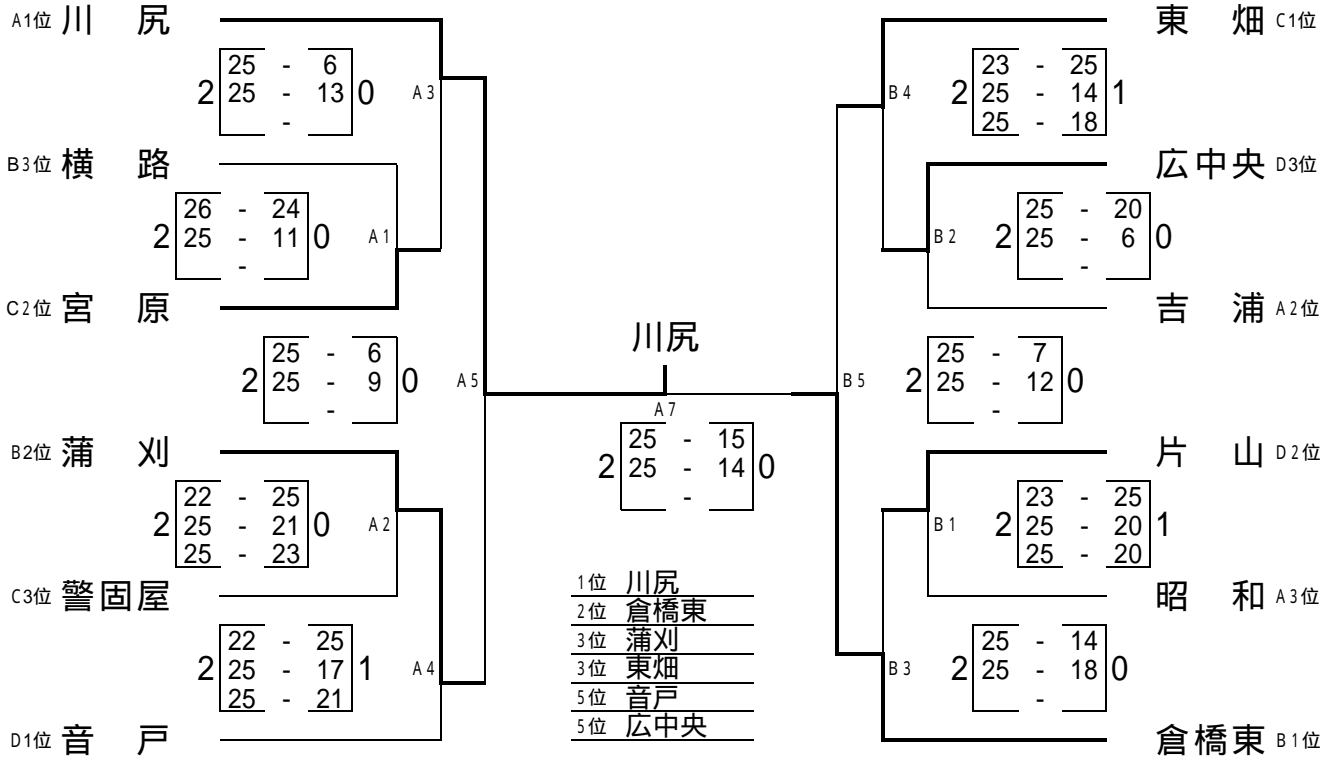 A1位 川 尻
25 - 6
2 25 - 13 0 A3
-
B3位 横 路
26 - 24
2 25 - 11 0 A1
-
C2位 宮 原
25 - 6
2 25 - 9 0 A5
-
B2位 蒲 刈
22 - 25
2 25 - 21 0 A2
25 - 23
C3位 警固屋
22 - 25
2 25 - 17 1 A4
25 - 21
D1位 音 戸
川尻
A7
25 - 15
2 25 - 14 0
-
1位 川尻
2位 倉橋東
3位 蒲刈
3位 東畑
5位 音戸
5位 広中央
東 畑 C1位
23 - 25
B4 2 25 - 14 1
25 - 18
広中央 D3位
25 - 20
B2 2 25 - 6 0
-
吉 浦 A2位
25 - 7
B5 2 25 - 12 0
-
片 山 D2位
23 - 25
B1 2 25 - 20 1
25 - 20
昭 和 A3位
25 - 14
B3 2 25 - 18 0
-
倉橋東 B1位